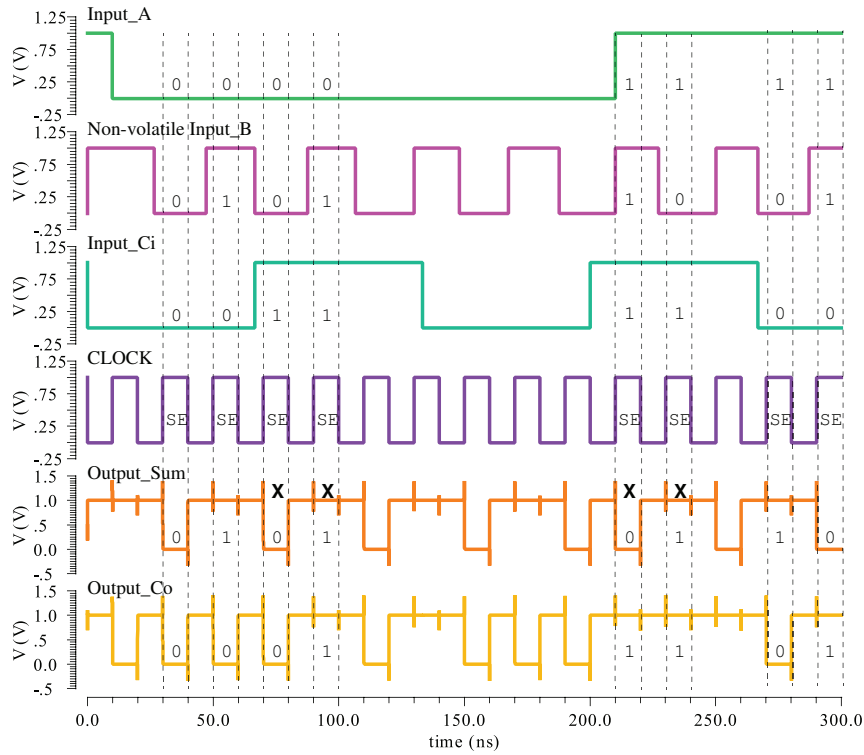 Input_A
V (V)
1.25
.75
.25
-.25
0 0 0 0 1 1 1 1
Non-volatile Input_B
V (V)
1.25
.75
.25
-.25
0 1 0 1 1 0 0 1
Input_Ci
V (V)
1.25
.75
.25
-.25
0 0 1 1 1 1 0 0
CLOCK
V (V)
1.25
.75
.25
-.25
SE SE SE SE SE SE SE SE
Output_Sum
V (V)
1.5
1.0
.5
0.0
-.5
X X X X
0 1 0 1 0 1 1 0
Output_Co
V (V)
1.5
1.0
.5
0.0
-.5
0 0 0 1 1 1 0 1
0.0 50.0 100.0 150.0 200.0 250.0 300.0
time (ns)